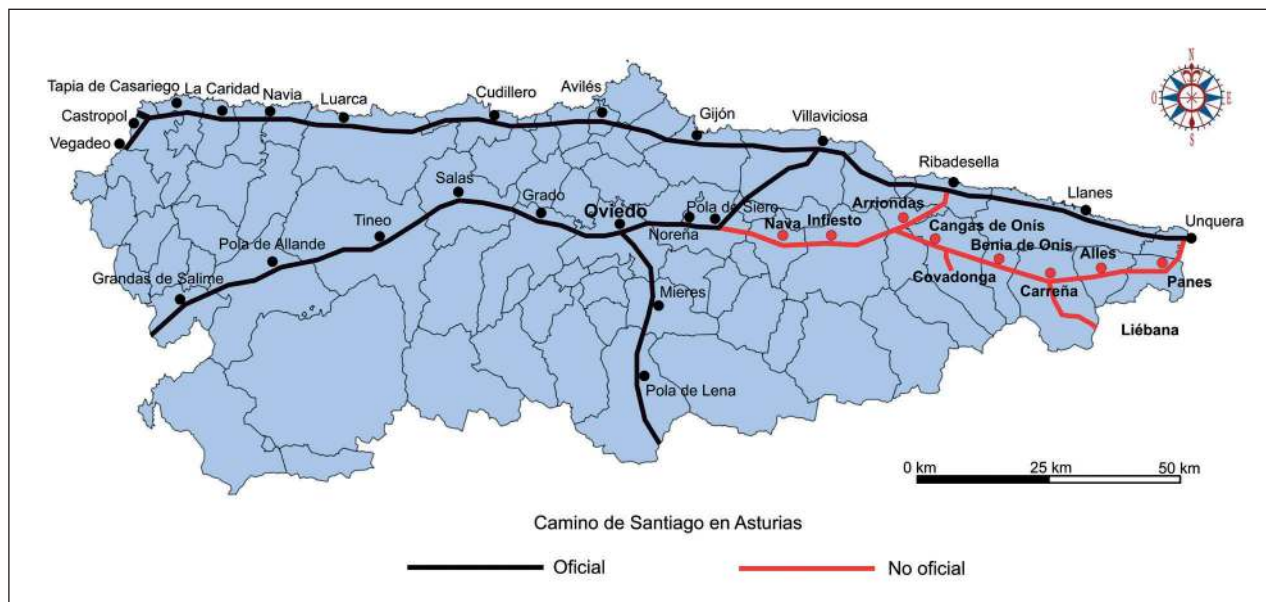 N
O
E
S
Tapia de Casariego
La Caridad
Navia
Luarca
Cudillero
Avilés
Gijón
Villaviciosa
Castropol
Vegadeo
Ribadesella
Llanes
Unquera
Salas
Grado
Oviedo
Pola de Siero
Noreña
Nava
Infiesto
Arriondas
Cangas de Onís
Benia de Onís
Alles
Tineo
Pola de Allande
Grandas de Salime
Covadonga
Carreña
Panes
Mieres
Liébana
Pola de Lena
0 km
25 km
50 km
Camino de Santiago en Asturias
Oficial
No oficial